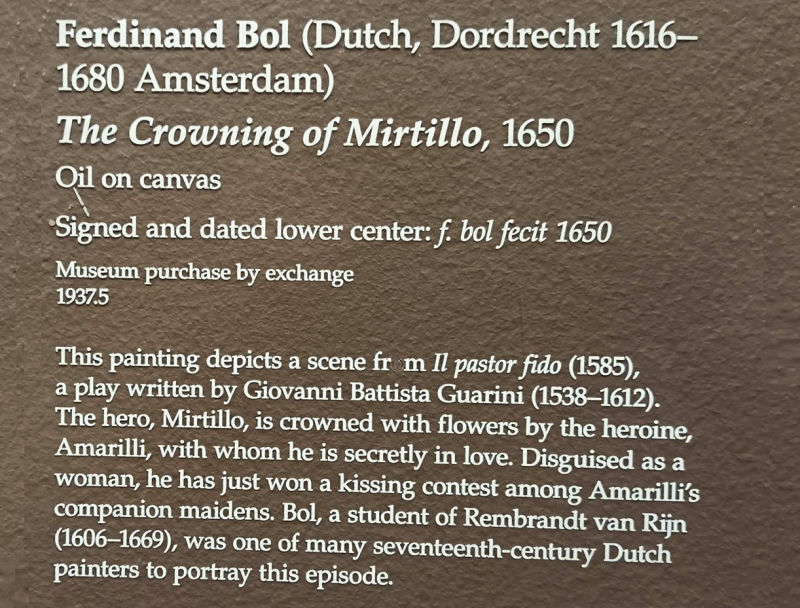 Ferdinand Bol (Dutch, Dordrecht 1616–
1680 Amsterdam)
The Crowning of Mirtillo, 1650
Oil on canvas
Signed and dated lower center: f. bol fecit 1650
Museum purchase by exchange
1937.5
This painting depicts a scene fr m Il pastor fido (1585),
a play written by Giovanni Battista Guarini (1538–1612).
The hero, Mirtillo, is crowned with flowers by the heroine,
Amarilli, with whom he is secretly in love. Disguised as a
woman, he has just won a kissing contest among Amarilli's
companion maidens. Bol, a student of Rembrandt van Rijn
(1606–1669), was one of many seventeenth-century Dutch
painters to portray this episode.